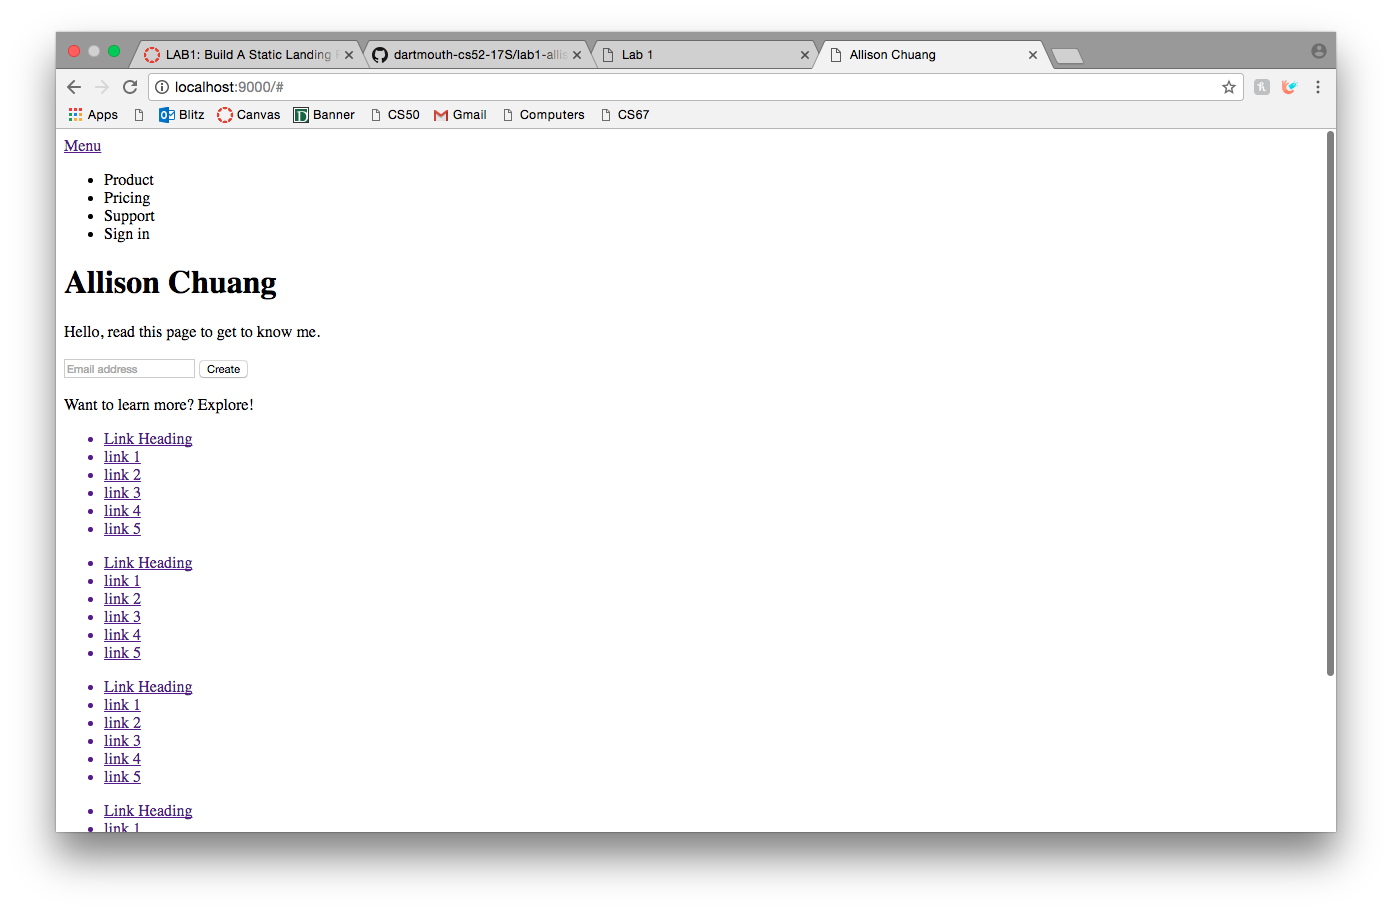 LAB1: Build A Static Landing
dartmouth-cs52-17S/lab1-allis
Lab 1
Allison Chuang
localhost:9000/#
Apps
Blitz
Canvas
Banner
CS50
Gmail
Computers
CS67
Menu
Product
Pricing
Support
Sign in
Allison Chuang
Hello, read this page to get to know me.
Email address Create
Want to learn more? Explore!
Link Heading
link 1
link 2
link 3
link 4
link 5
Link Heading
link 1
link 2
link 3
link 4
link 5
Link Heading
link 1
link 2
link 3
link 4
link 5
Link Heading
link 1